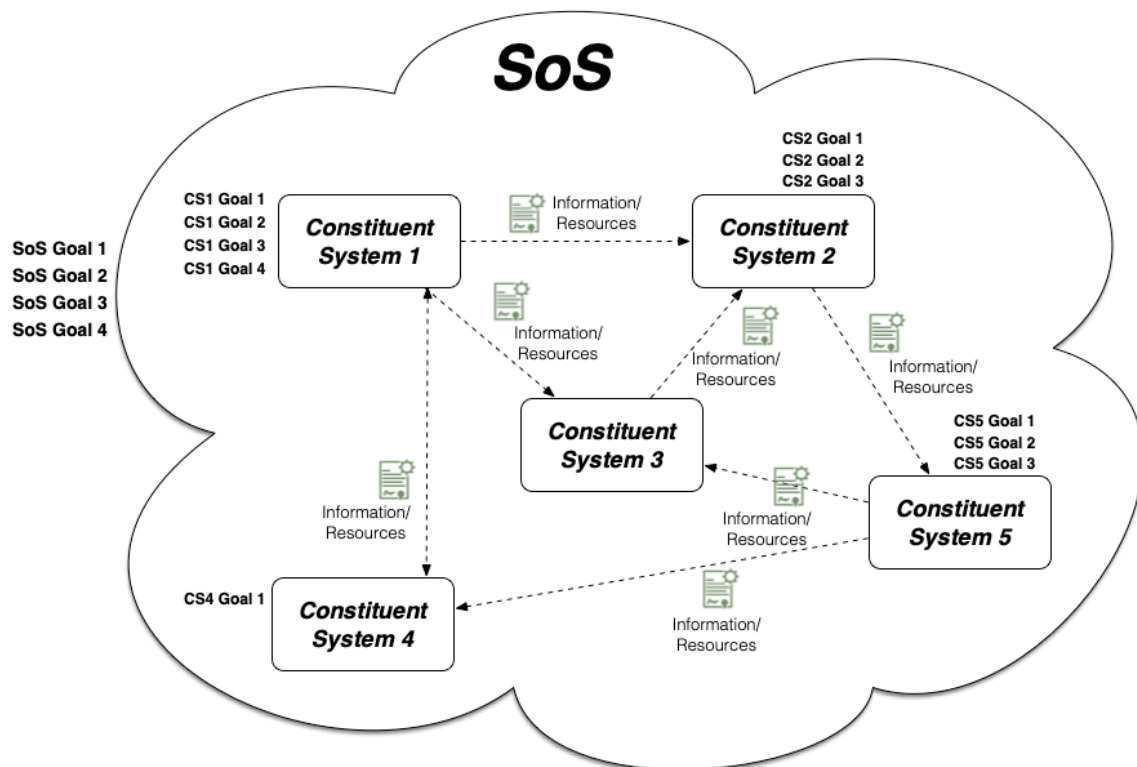 SoS
CS2 Goal 1
CS2 Goal 2
CS2 Goal 3
CS1 Goal 1
CS1 Goal 2
CS1 Goal 3
CS1 Goal 4
Constituent
System 1
Information/
Resources
Constituent
System 2
SoS Goal 1
SoS Goal 2
SoS Goal 3
SoS Goal 4
Information/
Resources
Information/
Resources
Information/
Resources
Constituent
System 3
CS5 Goal 1
CS5 Goal 2
CS5 Goal 3
Information/
Resources
Information/
Resources
Constituent
System 5
CS4 Goal 1
Constituent
System 4
Information/
Resources